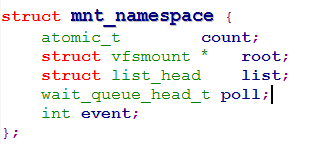 struct mnt_namespace {
    atomic_t        count;
    struct vfsmount *   root;
    struct list_head    list;
    wait_queue_head_t poll;
    int event;
};